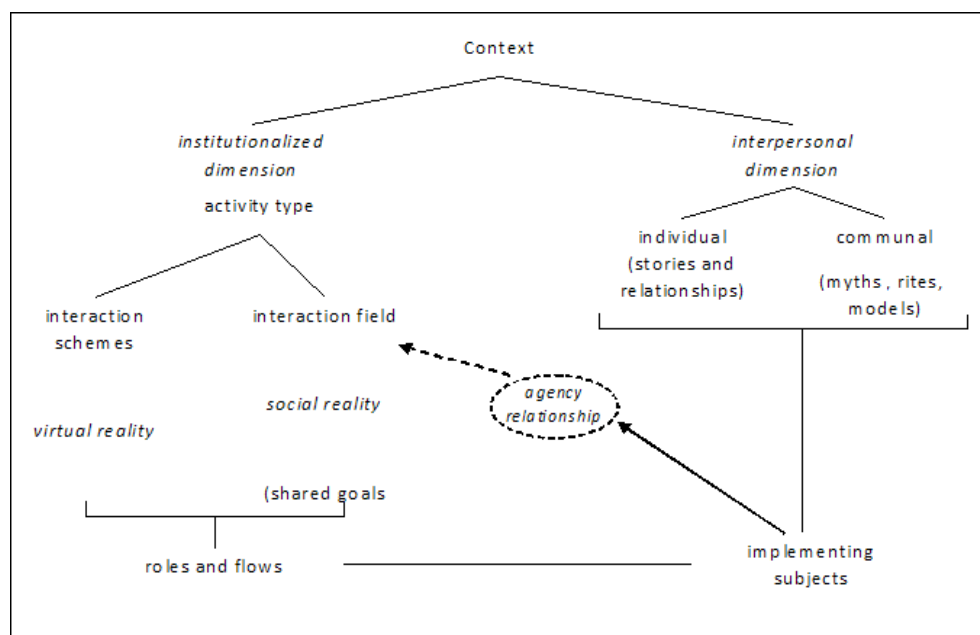 Context
institutionalized
dimension
activity type
interpersonal
dimension
individual
(stories and
relationships)
communal
(myths , rites,
models)
interaction
schemes
interaction field
virtual reality
social reality
agency
relationship
(shared goals
roles and flows
implementing
subjects